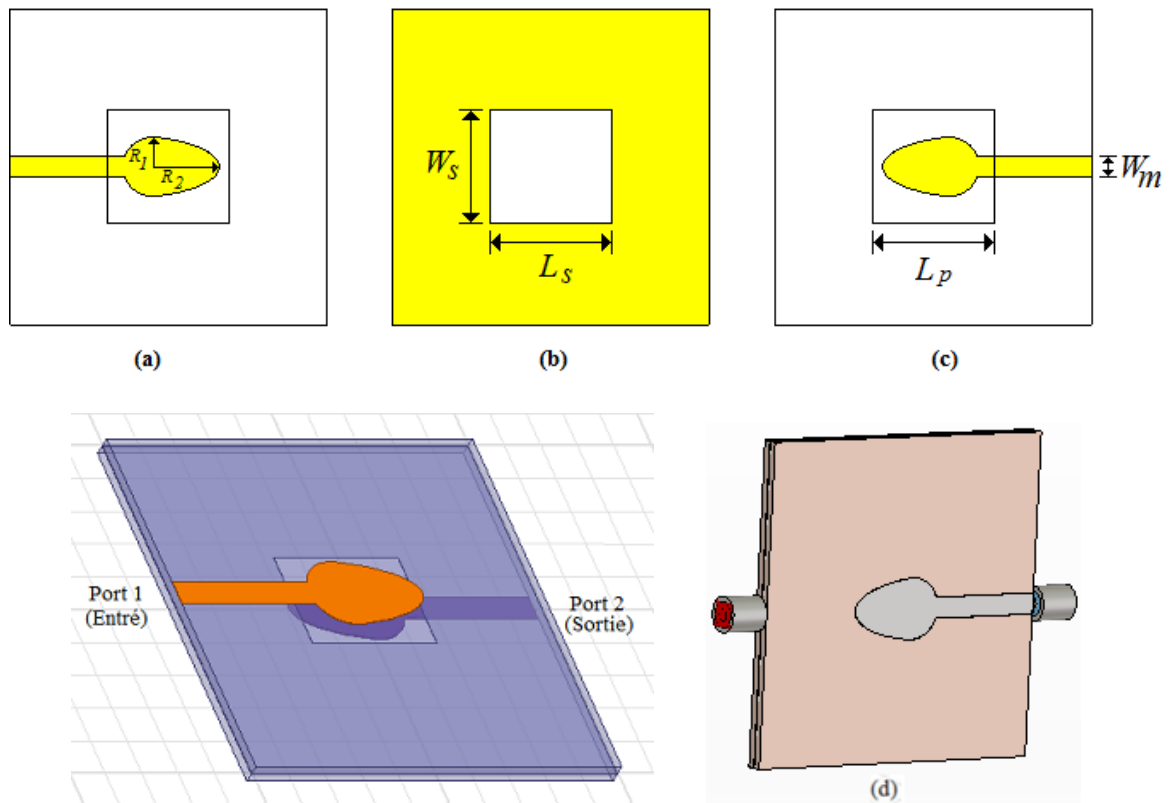 R1
R2
(a)
Ws
Ls
(b)
Wm
Lp
(c)
Port 1
(Entré)
Port 2
(Sortie)
(d)